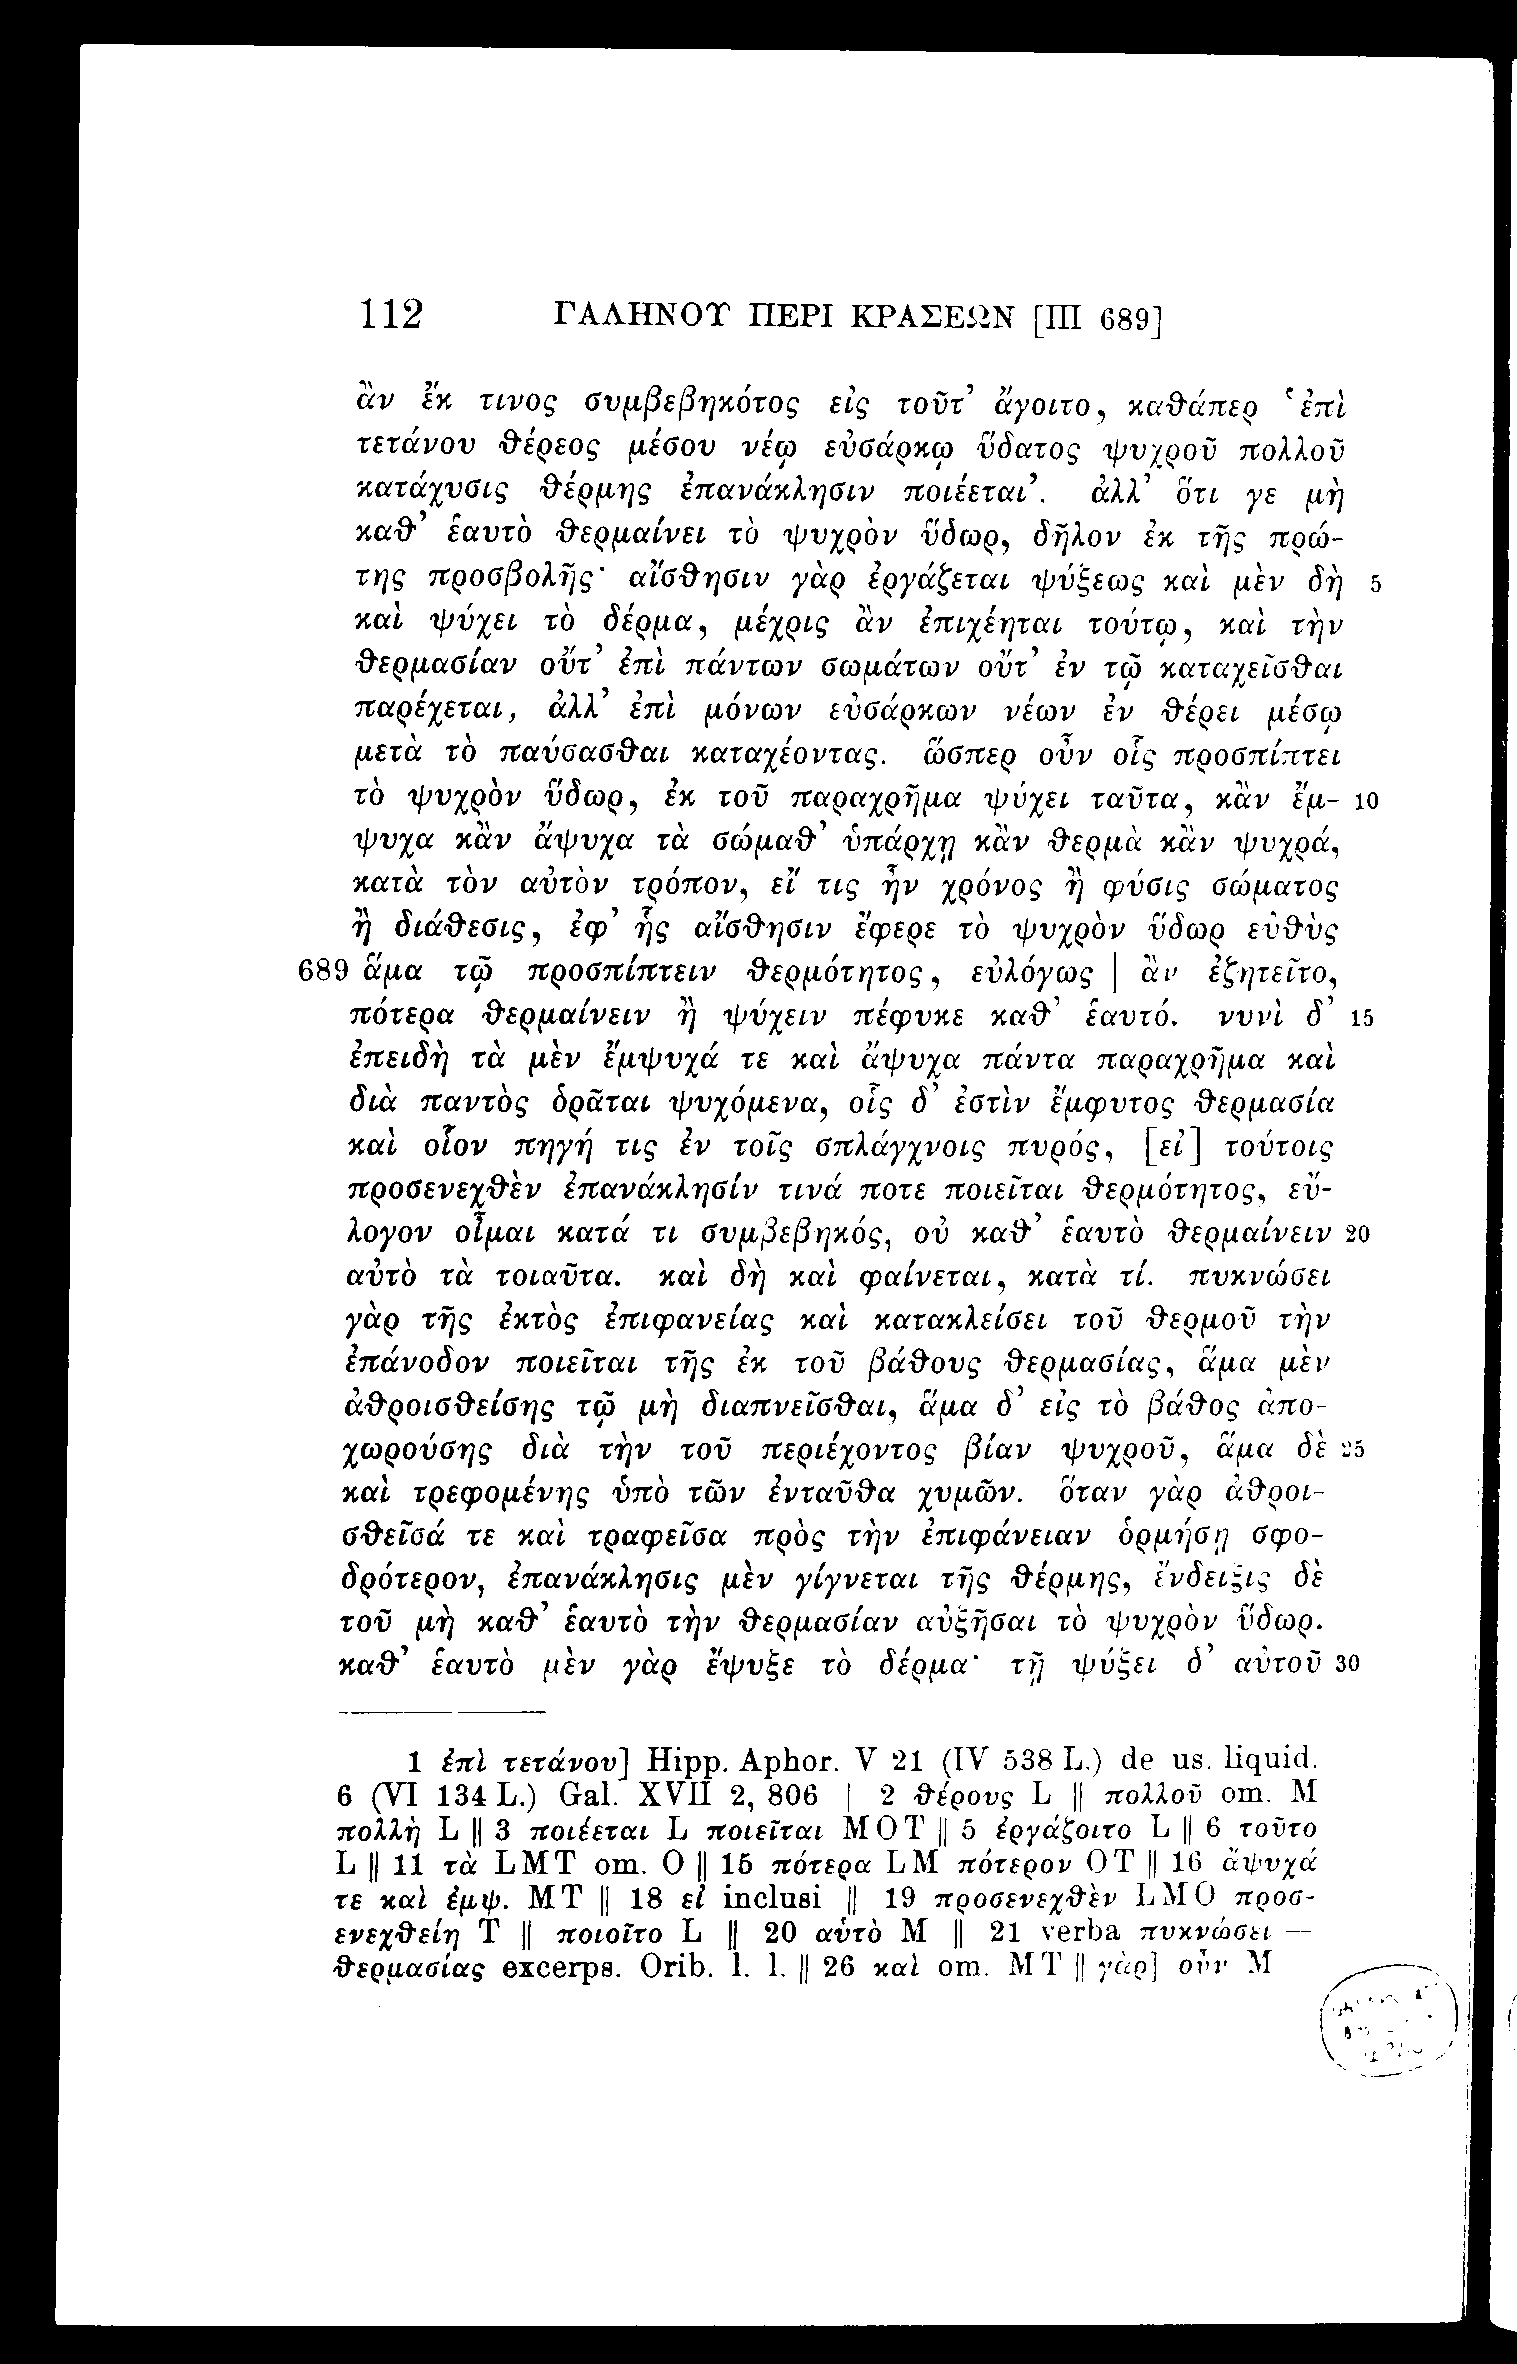 112 ΓΑΛΗΝΟΥ ΠΕΡΙ ΚΡΑΣΕΩΝ [III 689]
ἂν ἔκ τινος συμβεβηκότος εἰς τοῦτ’ ἄγοιτο, καθάπερ ‘ἐπὶ
τετάνου θέρεος μέσου νέῳ εὐσάρκῳ ὕδατος ψυχροῦ πολλοῦ
κατάχυσις θέρμης ἐπανάκλησιν ποιέεται’. ἀλλ’ ὅτι γε μὴ
καθ’ ἑαυτὸ θερμαίνει τὸ ψυχρὸν ὕδωρ, δῆλον ἐκ τῆς πρώ-
της προσβολῆς· αἴσθησιν γὰρ ἐργάζεται ψύξεως καὶ μὲν δὴ 5
καὶ ψύχει τὸ δέρμα, μέχρις ἂν ἐπιχέηται τούτῳ, καὶ τὴν
θερμασίαν οὔτ’ ἐπὶ πάντων σωμάτων οὔτ’ ἐν τῷ καταχεῖσθαι
παρέχεται, ἀλλ’ ἐπὶ μόνων εὐσάρκων νέων ἐν θέρει μέσῳ
μετὰ τὸ παύσασθαι καταχέοντας. ὥσπερ οὖν οἷς προσπίπτει
τὸ ψυχρὸν ὕδωρ, ἐκ τοῦ παραχρῆμα ψύχει ταῦτα, κἂν ἔμ- 10
ψυχα κἂν ἄψυχα τὰ σώμαθ’ ὑπάρχῃ κἂν θερμὰ κἂν ψυχρά,
κατὰ τὸν αὐτὸν τρόπον, εἴ τις ἦν χρόνος ἢ φύσις σώματος
ἢ διάθεσις, ἐφ’ ἧς αἴσθησιν ἔφερε τὸ ψυχρὸν ὕδωρ εὐθὺς
689 ἅμα τῷ προσπίπτειν θερμότητος, εὐλόγως | ἂν ἐζητεῖτο,
πότερα θερμαίνειν ἢ ψύχειν πέφυκε καθ’ ἑαυτό. νυνὶ δ’ 15
ἐπειδὴ τὰ μὲν ἔμψυχά τε καὶ ἄψυχα πάντα παραχρῆμα καὶ
διὰ παντὸς ὁρᾶται ψυχόμενα, οἷς δ’ ἐστὶν ἔμφυτος θερμασία
καὶ οἷον πηγή τις ἐν τοῖς σπλάγχνοις πυρός, [εἰ] τούτοις
προσενεχθὲν ἐπανάκλησίν τινά ποτε ποιεῖται θερμότητος, εὔ-
λογον οἶμαι κατά τι συμβεβηκός, οὐ καθ’ ἑαυτὸ θερμαίνειν 20
αὐτὸ τὰ τοιαῦτα. καὶ δὴ καὶ φαίνεται, κατὰ τί. πυκνώσει
γὰρ τῆς ἐκτὸς ἐπιφανείας καὶ κατακλείσει τοῦ θερμοῦ τὴν
ἐπάνοδον ποιεῖται τῆς ἐκ τοῦ βάθους θερμασίας, ἅμα μὲν
ἀθροισθείσης τῷ μὴ διαπνεῖσθαι, ἅμα δ’ εἰς τὸ βάθος ἀπο-
χωρούσης διὰ τὴν τοῦ περιέχοντος βίαν ψυχροῦ, ἅμα δὲ 25
καὶ τρεφομένης ὑπὸ τῶν ἐνταῦθα χυμῶν. ὅταν γὰρ ἀθροι-
σθεῖσά τε καὶ τραφεῖσα πρὸς τὴν ἐπιφάνειαν ὁρμήσῃ σφο-
δρότερον, ἐπανάκλησις μὲν γίγνεται τῆς θέρμης, ἔνδειξις δὲ
τοῦ μὴ καθ’ ἑαυτὸ τὴν θερμασίαν αὐξῆσαι τὸ ψυχρὸν ὕδωρ.
καθ’ ἑαυτὸ μὲν γὰρ ἔψυξε τὸ δέρμα· τῇ ψύξει δ’ αὐτοῦ 30
1 ἐπὶ τετάνου] Hipp. Aphor. V 21 (IV 538 L.) de us. liquid.
6 (VI 134 L.) Gal. XVII 2, 806 | 2 θέρους L || πολλοῦ om. M
πολλὴ L || 3 ποιέεται L ποιεῖται MOT || 5 ἐργάζοιτο L || 6 τοῦτο
L || 11 τὰ LMT om. O || 15 πότερα LM πότερον OT || 16 ἄψυχά
τε καὶ ἐμψ. MT || 18 εἰ inclusi || 19 προσενεχθὲν LMO προσ-
ενεχθείη T || ποιοῖτο L || 20 αὑτὸ M || 21 verba πυκνώσει —
θερμασίας excerps. Orib. l. l. || 26 καὶ om. MT || γὰρ] οὖν M